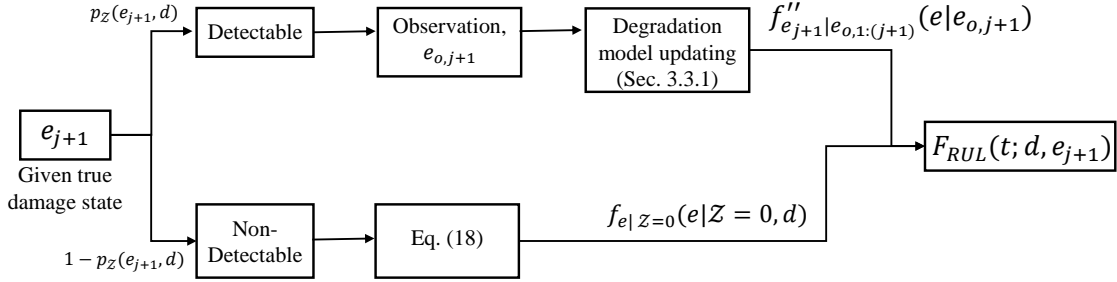 p_Z(e_{j+1}, d)
Detectable
Observation,
e_{o,j+1}
Degradation
model updating
(Sec. 3.3.1)
f''_{e_{j+1}|e_{o,1:(j+1)}}(e|e_{o,j+1})
e_{j+1}
Given true
damage state
F_{RUL}(t; d, e_{j+1})
1 − p_Z(e_{j+1}, d)
Non-
Detectable
Eq. (18)
f_{e| 𝒵=0}(e|𝒵 = 0, d)